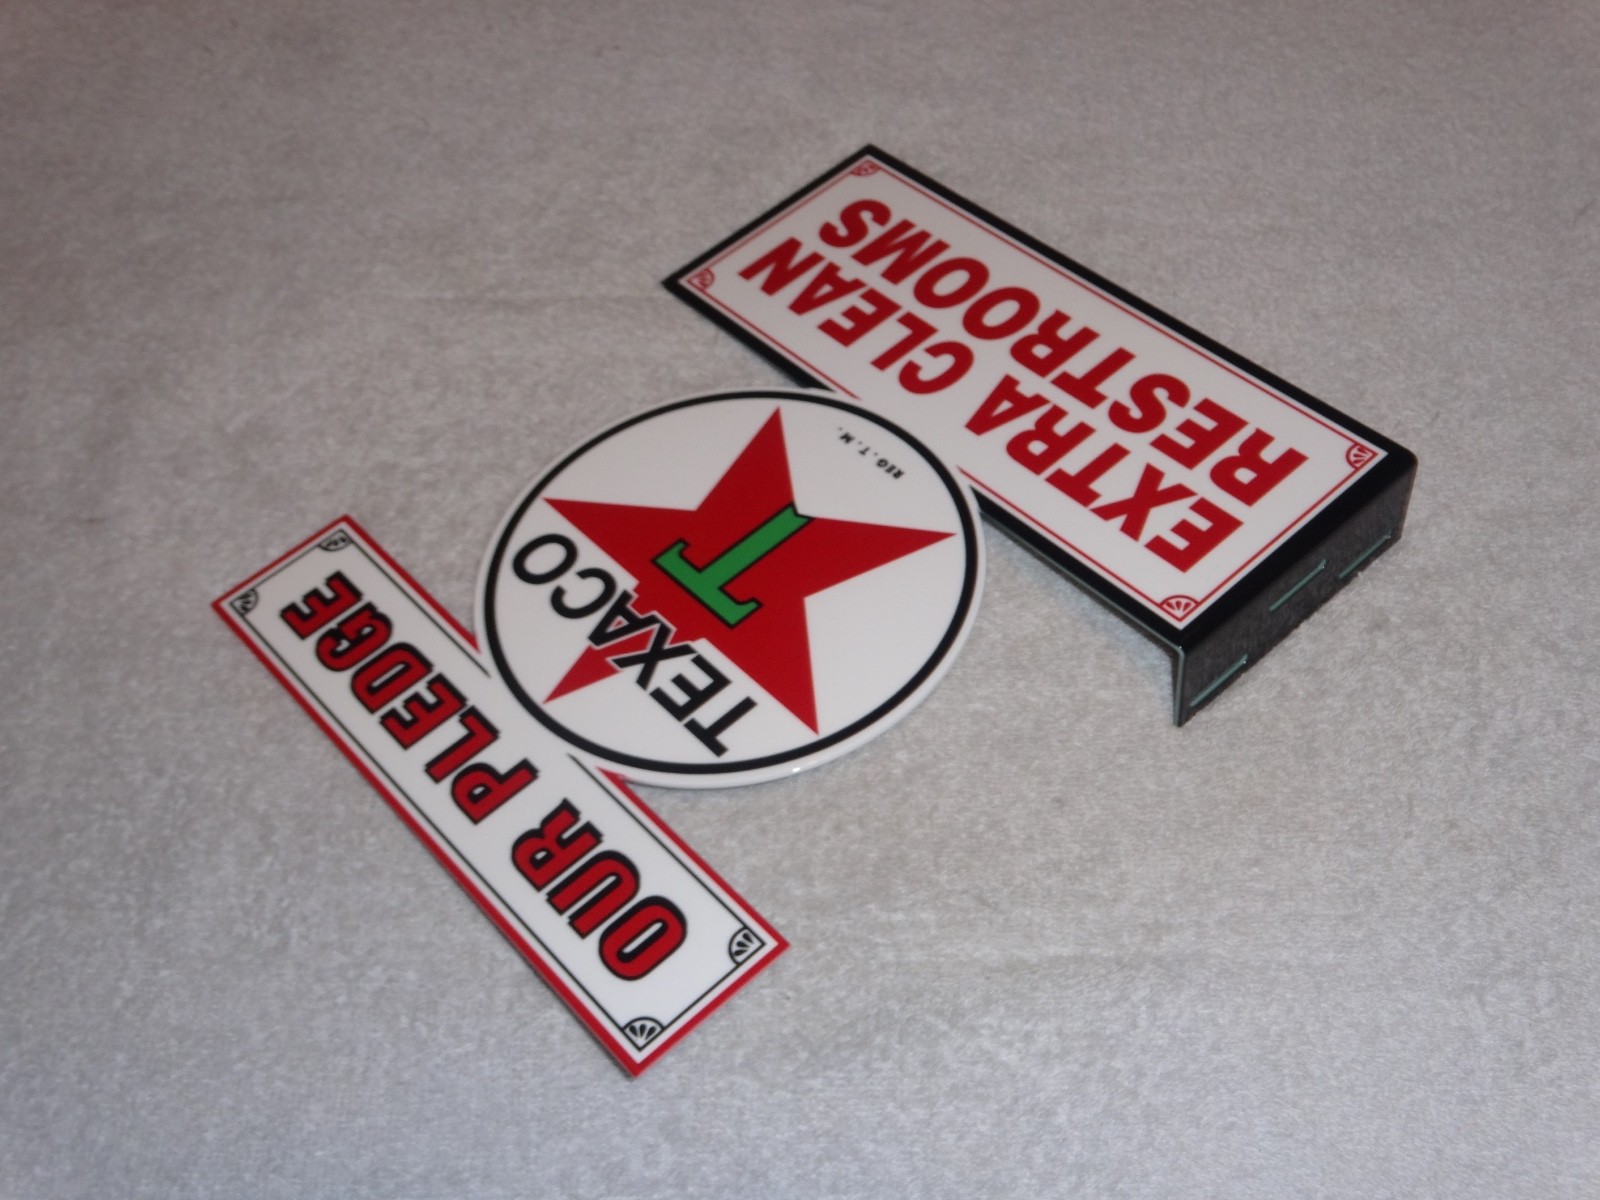 OUR PLEDGE
TEXACO
T
REG. T.M.
EXTRA CLEAN
RESTROOMS